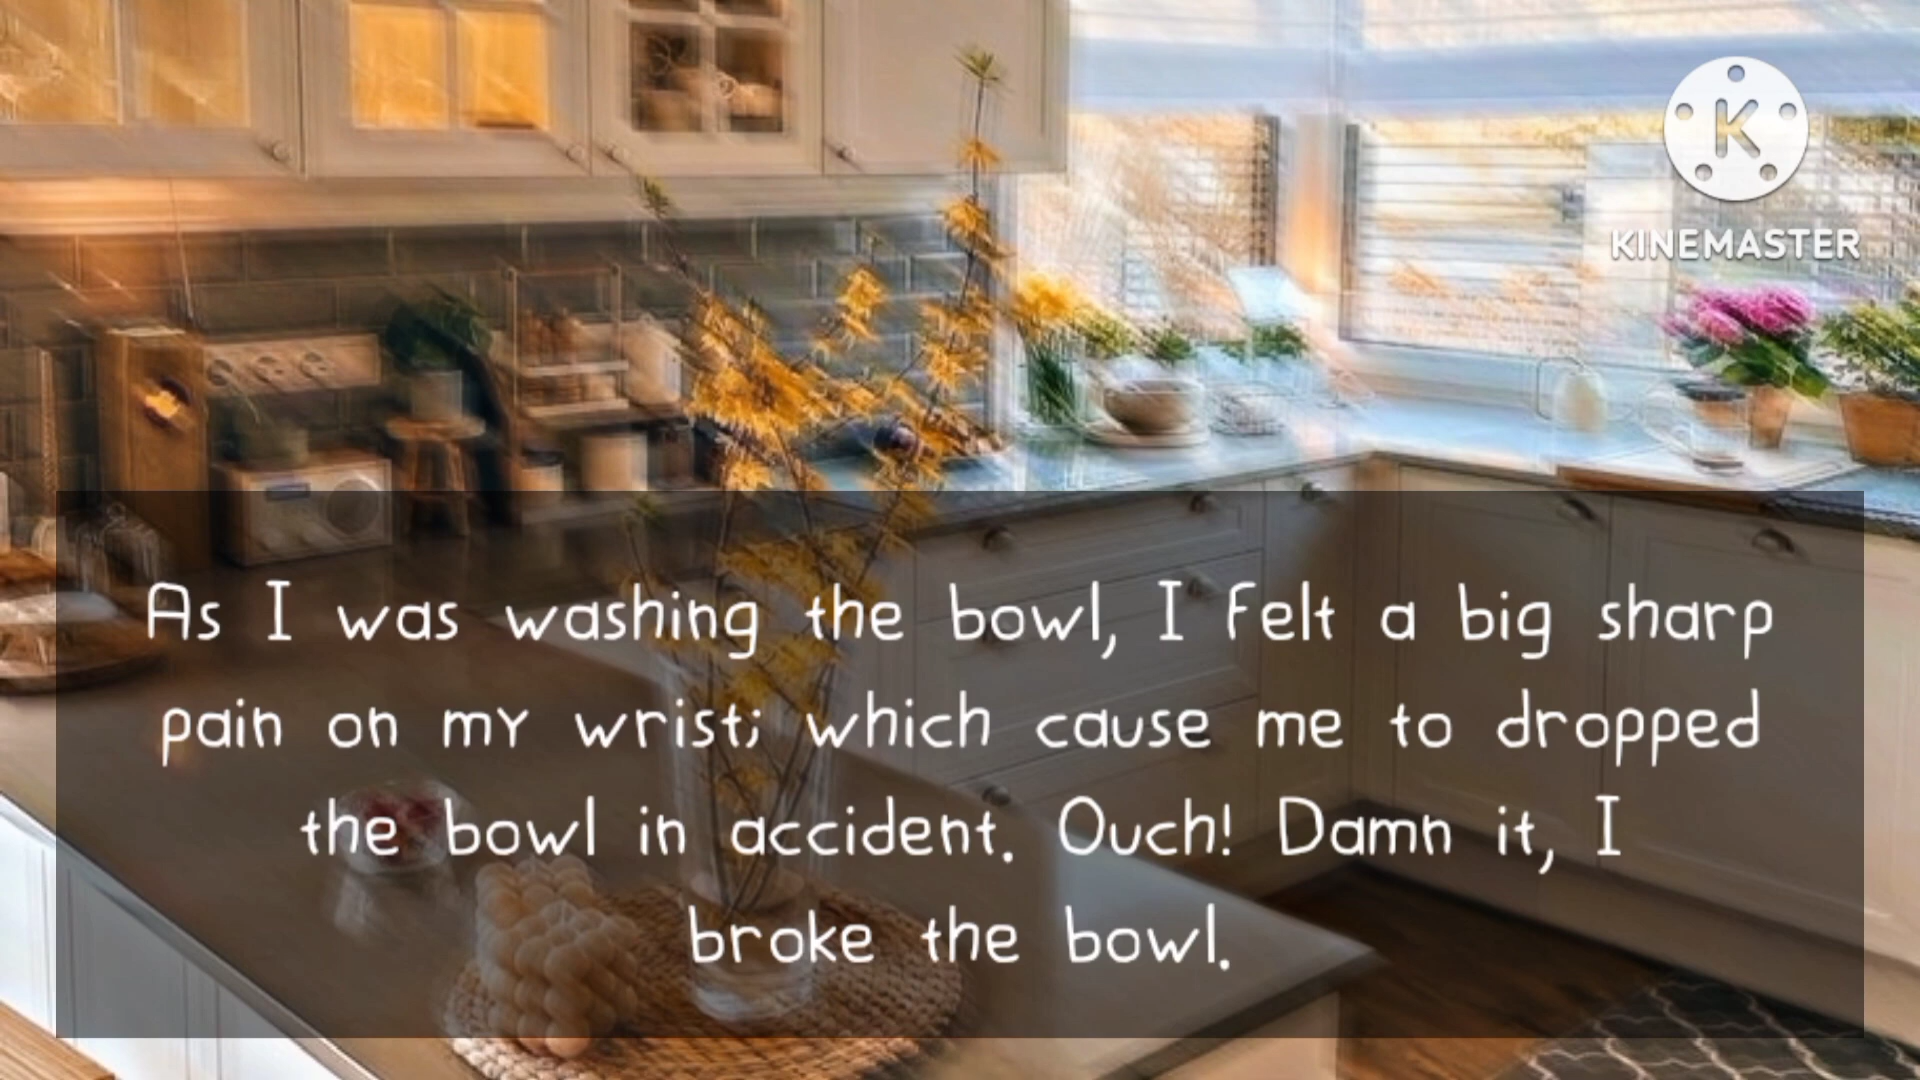 K
KINEMASTER
As I was washing the bowl, I felt a big sharp
pain on my wrist; which cause me to dropped
the bowl in accident. Ouch! Damn it, I
broke the bowl.